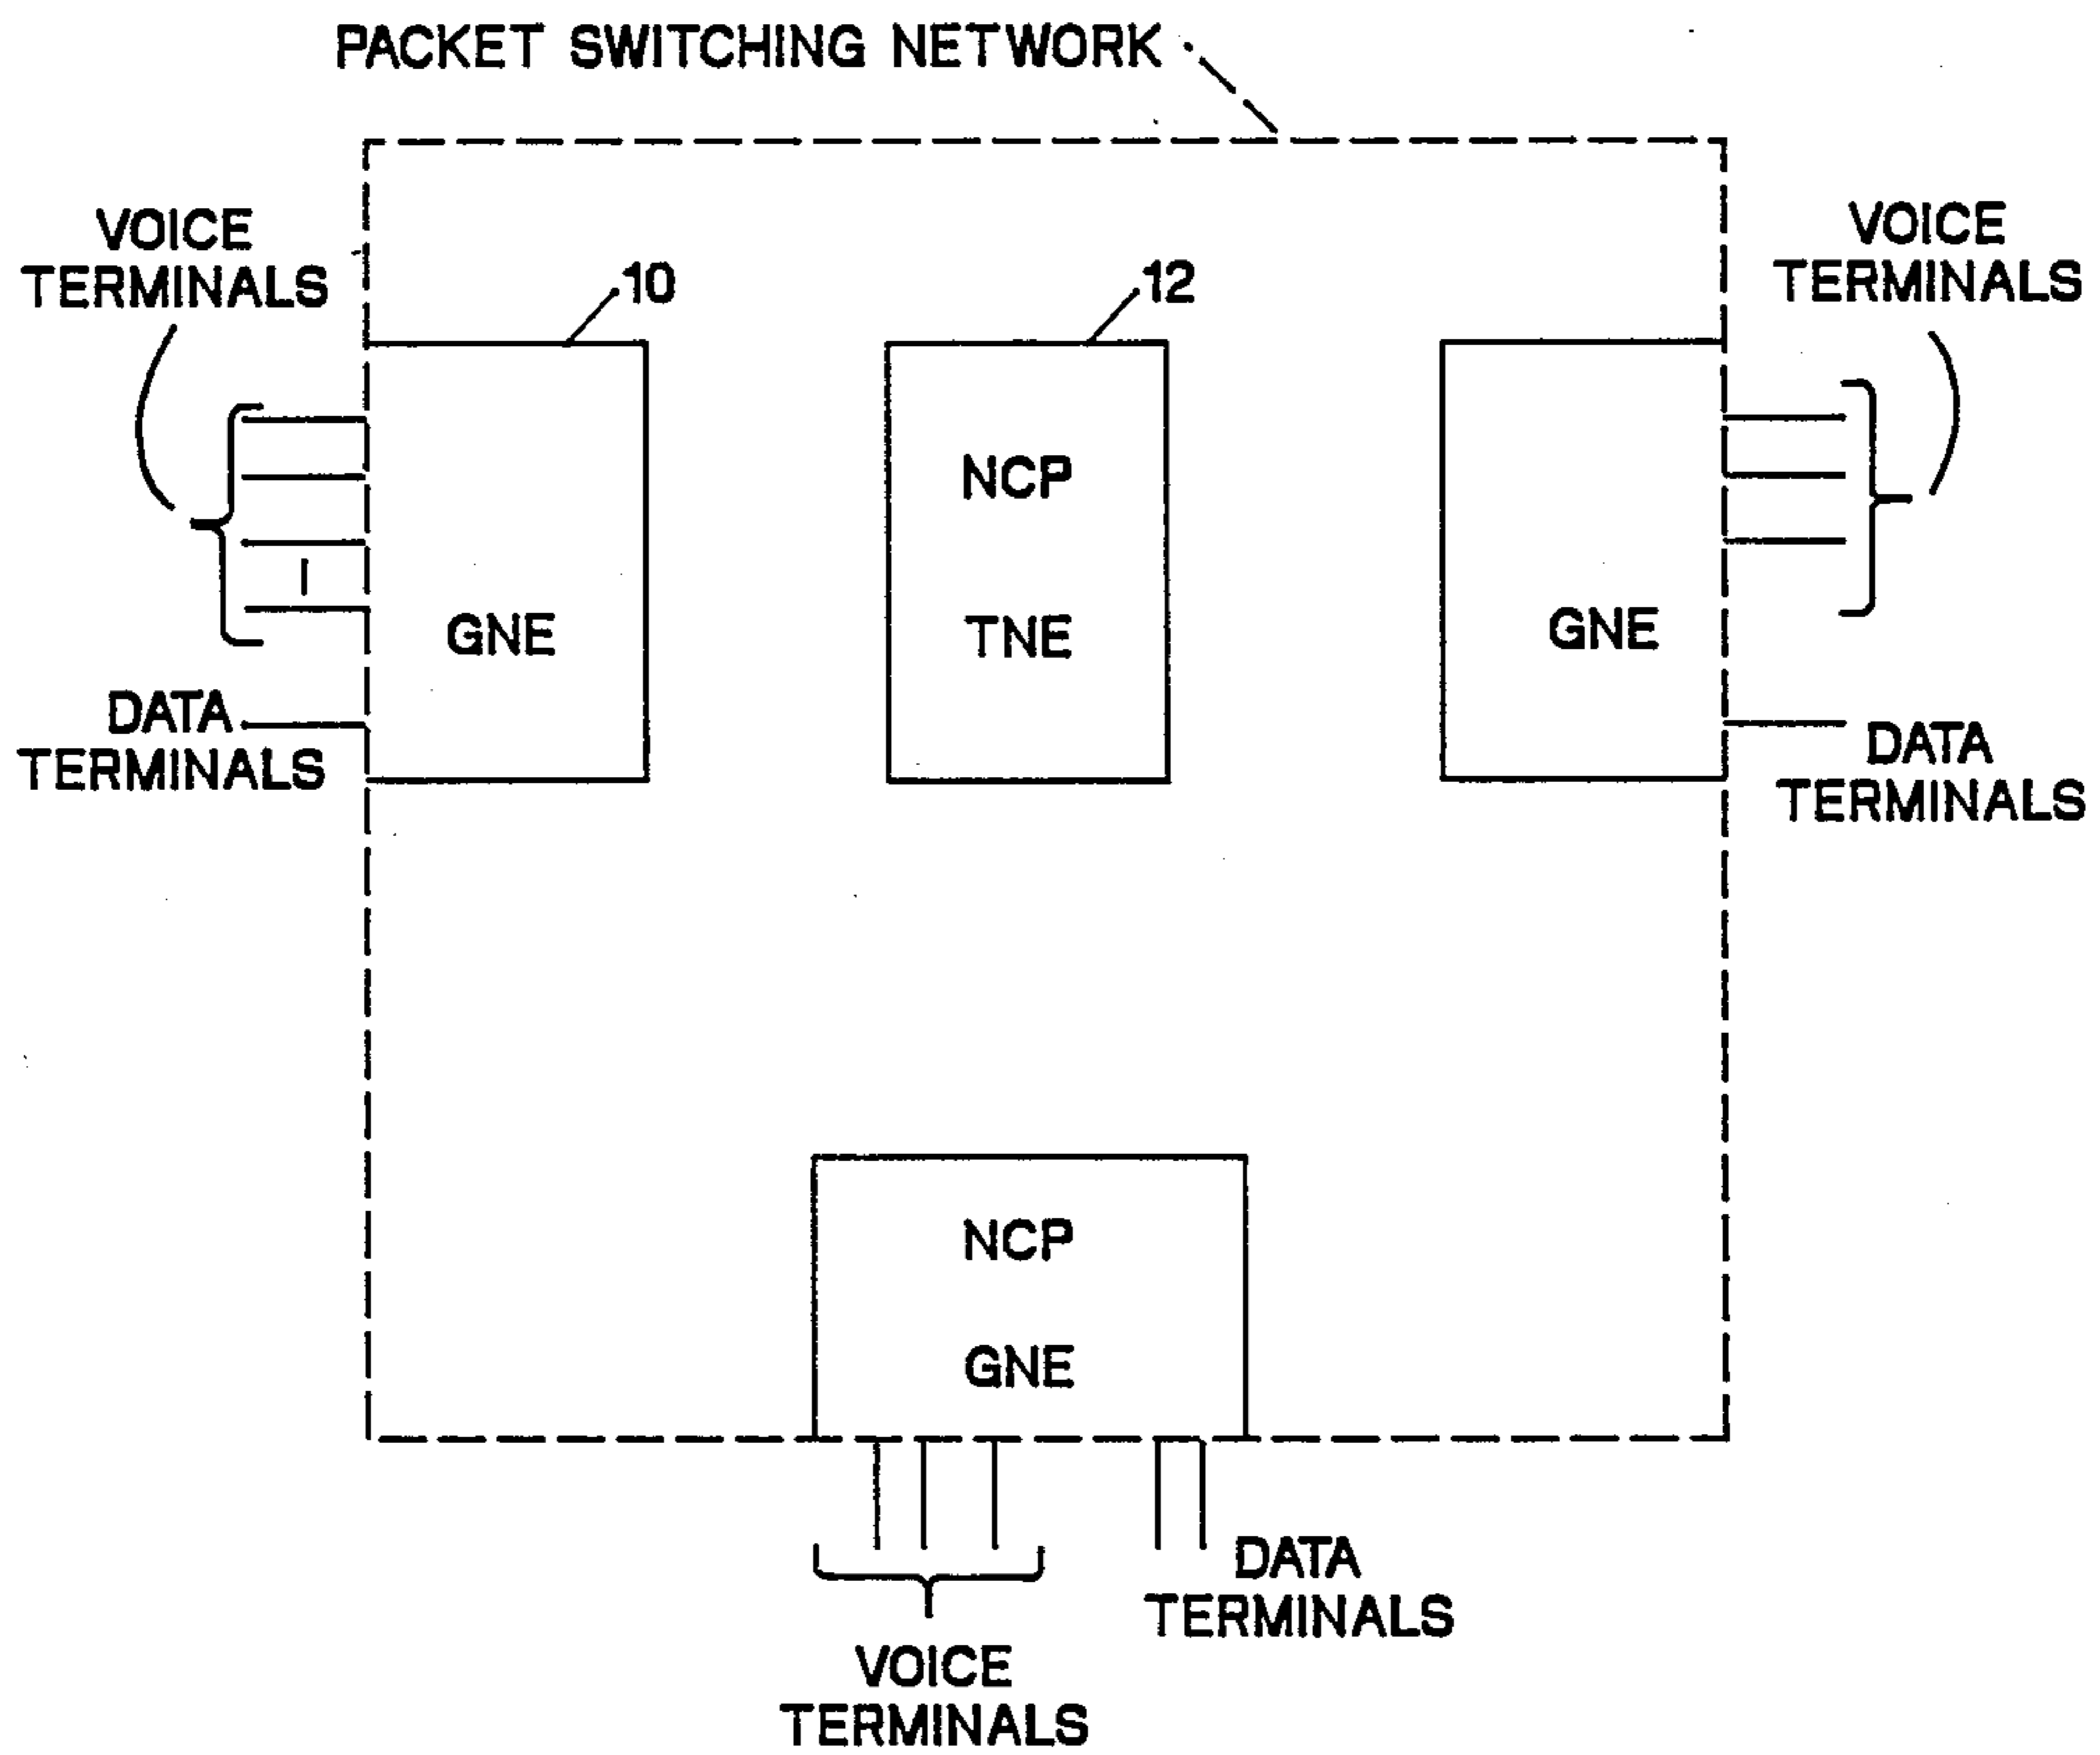 PACKET SWITCHING NETWORK
VOICE
TERMINALS
10
12
VOICE
TERMINALS
NCP
GNE
TNE
GNE
DATA
TERMINALS
DATA
TERMINALS
NCP
GNE
DATA
TERMINALS
VOICE
TERMINALS